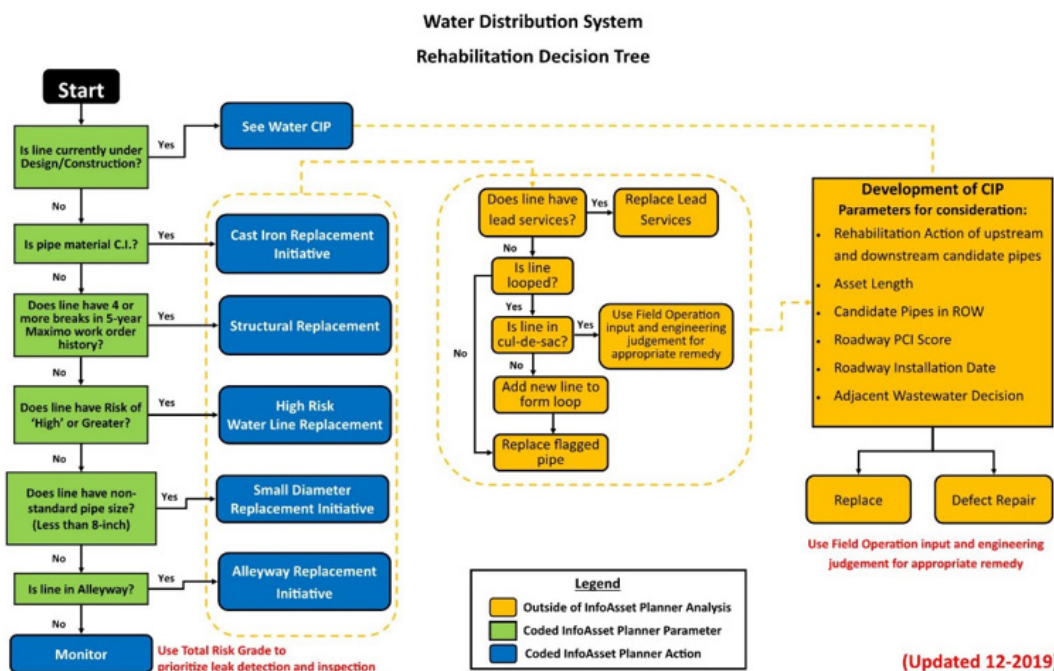 Water Distribution System
Rehabilitation Decision Tree
Start
Is line currently under
Design/Construction?
Yes
See Water CIP
No
Is pipe material C.I.?
Yes
Cast Iron Replacement
Initiative
No
Does line have 4 or
more breaks in 5-year
Maximo work order
history?
Yes
Structural Replacement
No
Does line have Risk of
‘High’ or Greater?
Yes
High Risk
Water Line Replacement
No
Does line have non-
standard pipe size?
(Less than 8-inch)
Yes
Small Diameter
Replacement Initiative
No
Is line in Alleyway?
Yes
Alleyway Replacement
Initiative
No
Monitor
Use Total Risk Grade to
prioritize leak detection and inspection
Does line have
lead services?
Yes
Replace Lead
Services
No
Is line
looped?
Yes
No
Is line in
cul-de-sac?
Yes
Use Field Operation
input and engineering
judgement for
appropriate remedy
No
Add new line to
form loop
Replace flagged
pipe
Development of CIP
Parameters for consideration:
• Rehabilitation Action of upstream
and downstream candidate pipes
• Asset Length
• Candidate Pipes in ROW
• Roadway PCI Score
• Roadway Installation Date
• Adjacent Wastewater Decision
Replace
Defect Repair
Use Field Operation input and engineering
judgement for appropriate remedy
Legend
Outside of InfoAsset Planner Analysis
Coded InfoAsset Planner Parameter
Coded InfoAsset Planner Action
(Updated 12-2019)